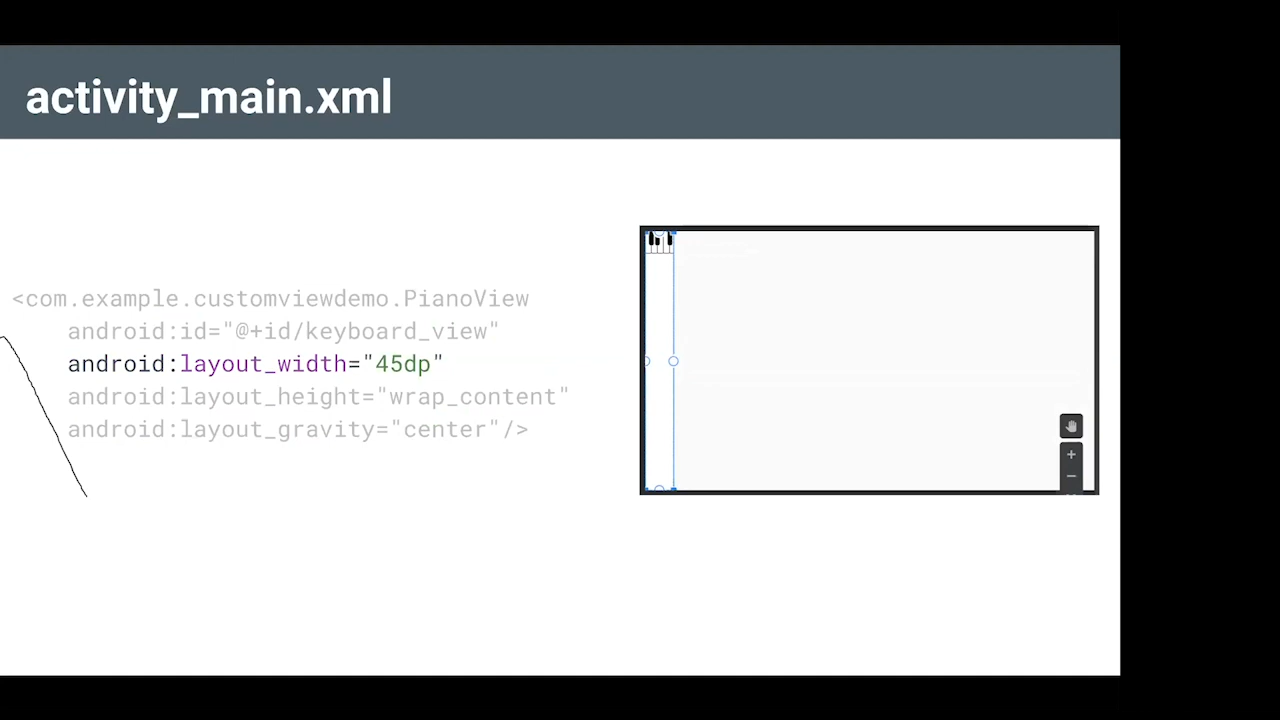 activity_main.xml
<com.example.customviewdemo.PianoView
android:id="@+id/keyboard_view"
android:layout_width="45dp"
android:layout_height="wrap_content"
android:layout_gravity="center"/>
+
−